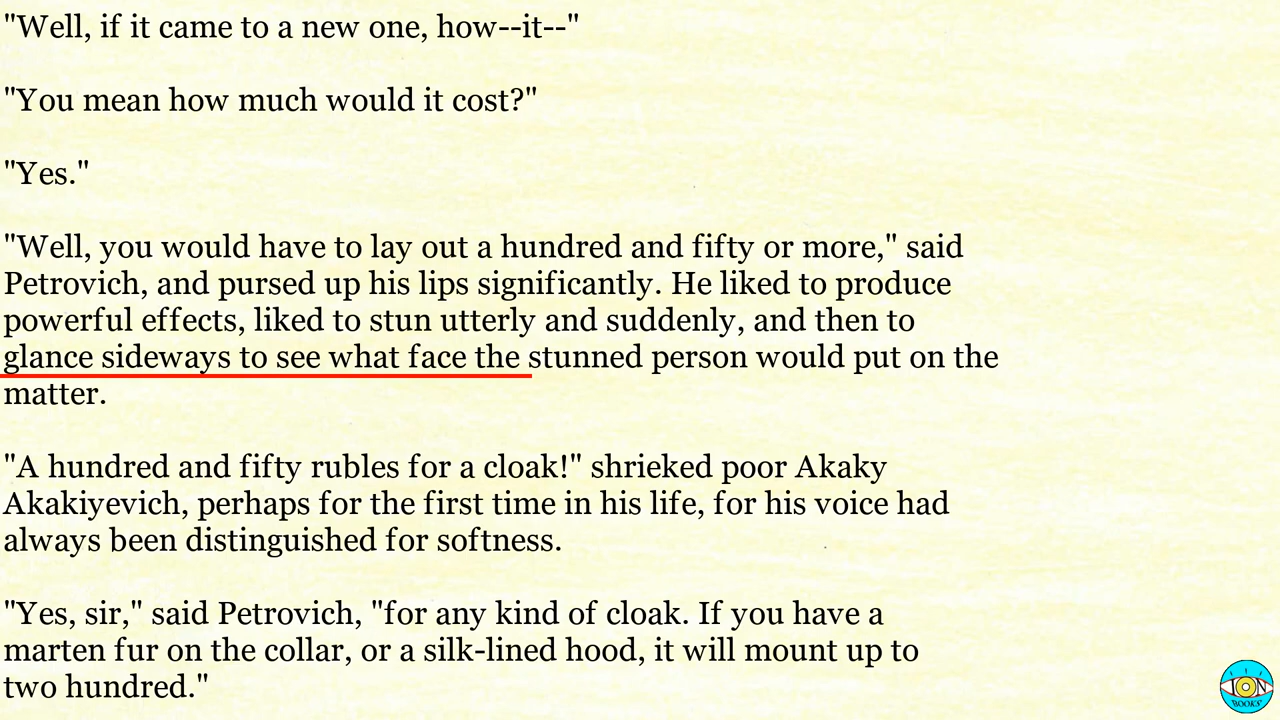 "Well, if it came to a new one, how--it--"
"You mean how much would it cost?"
"Yes."
"Well, you would have to lay out a hundred and fifty or more," said
Petrovich, and pursed up his lips significantly. He liked to produce
powerful effects, liked to stun utterly and suddenly, and then to
glance sideways to see what face the stunned person would put on the
matter.
"A hundred and fifty rubles for a cloak!" shrieked poor Akaky
Akakiyevich, perhaps for the first time in his life, for his voice had
always been distinguished for softness.
"Yes, sir," said Petrovich, "for any kind of cloak. If you have a
marten fur on the collar, or a silk-lined hood, it will mount up to
two hundred."
ION
BOOKS